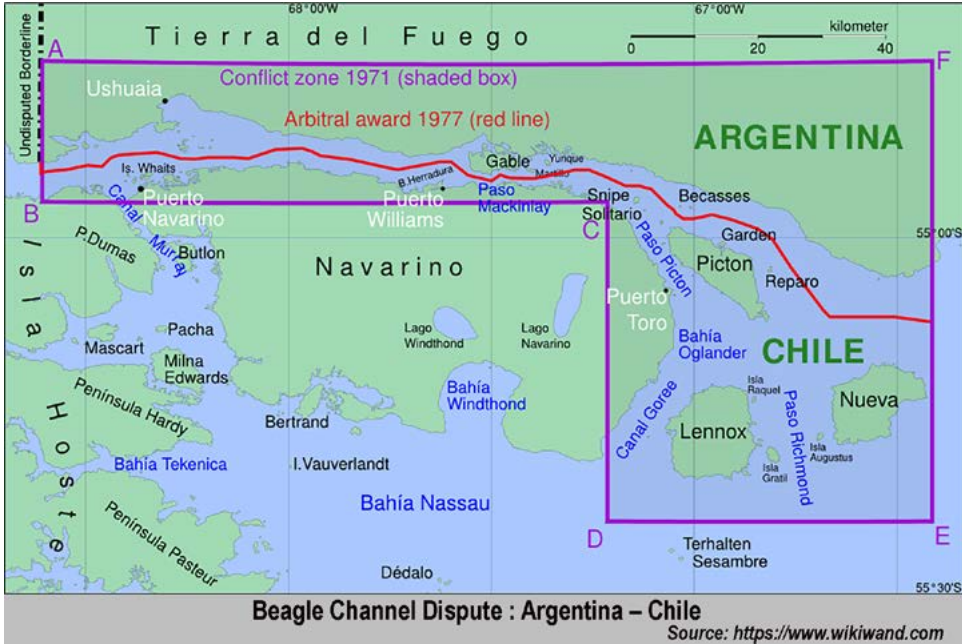 68°00'W
67°00'W
kilometer
0 20 40
Tierra del Fuego
Undisputed Borderline
A
F
Conflict zone 1971 (shaded box)
Ushuaia
Arbitral award 1977 (red line)
ARGENTINA
Is. Whaits
Gable
Yunque
Martillo
B.Herradura
Paso
Mackinlay
Puerto
Navarino
Puerto
Williams
Snipe
Solitario
Becasses
B
C
Canal
Murray
P.Dumas
Butlon
Navarino
Paso Picton
Garden
Picton
55°00'S
Reparo
Puerto
Toro
Isla Hoste
Pacha
Mascart
Milna
Edwards
Lago
Windthond
Lago
Navarino
Bahía
Oglander
CHILE
Península Hardy
Bahía
Windthond
Isla
Raquel
Nueva
Bertrand
Canal Goree
Lennox
Paso Richmond
Isla
Augustus
Bahía Tekenica
I.Vauverlandt
Isla
Gratil
Bahía Nassau
Península Pasteur
D
E
Terhalten
Sesambre
Dédalo
55°30'S
Beagle Channel Dispute : Argentina – Chile
Source: https://www.wikiwand.com